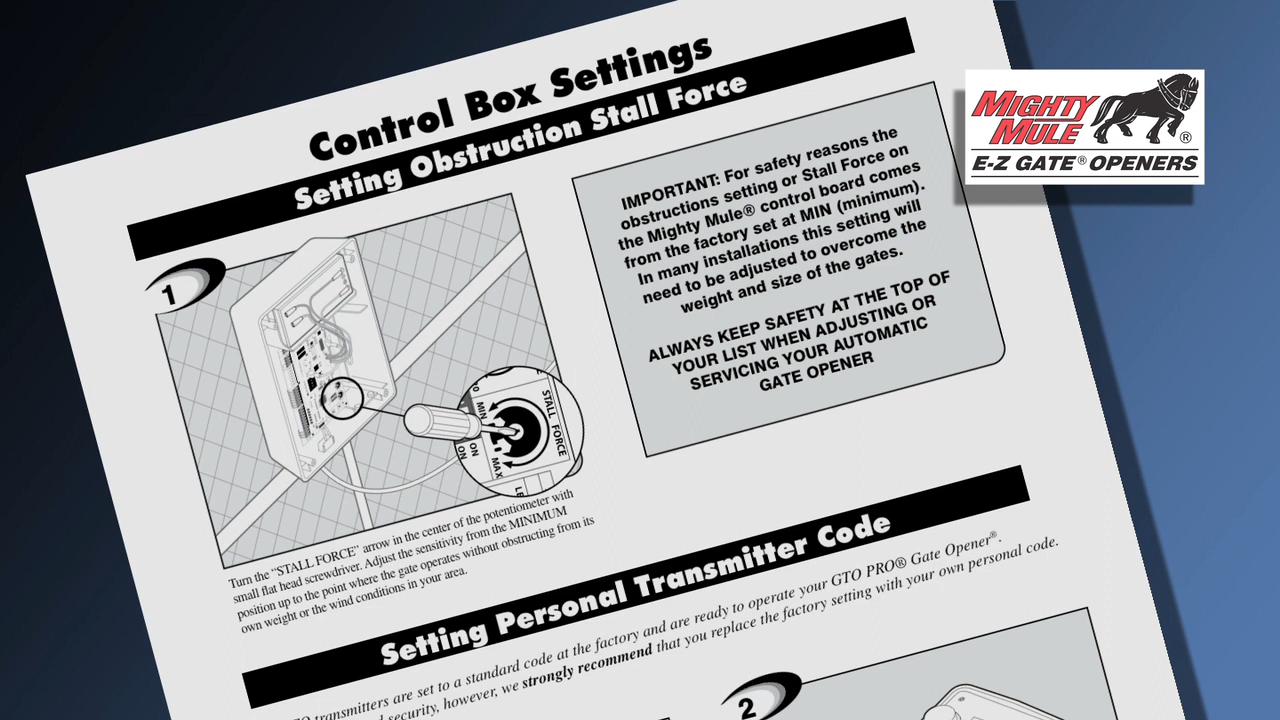 Control Box Settings
Setting Obstruction Stall Force
1
STALL FORCE
MIN
MAX
ON
ON
IMPORTANT: For safety reasons the
obstructions setting or Stall Force on
the Mighty Mule® control board comes
from the factory set at MIN (minimum).
In many installations this setting will
need to be adjusted to overcome the
weight and size of the gates.
ALWAYS KEEP SAFETY AT THE TOP OF
YOUR LIST WHEN ADJUSTING OR
SERVICING YOUR AUTOMATIC
GATE OPENER
MIGHTY
MULE ®
E-Z GATE® OPENERS
Turn the “STALL FORCE” arrow in the center of the potentiometer with
small flat head screwdriver. Adjust the sensitivity from the MINIMUM
position up to the point where the gate operates without obstructing from its
own weight or the wind conditions in your area.
Setting Personal Transmitter Code
transmitters are set to a standard code at the factory and are ready to operate your GTO PRO® Gate Opener®.
security, however, we strongly recommend that you replace the factory setting with your own personal code.
2